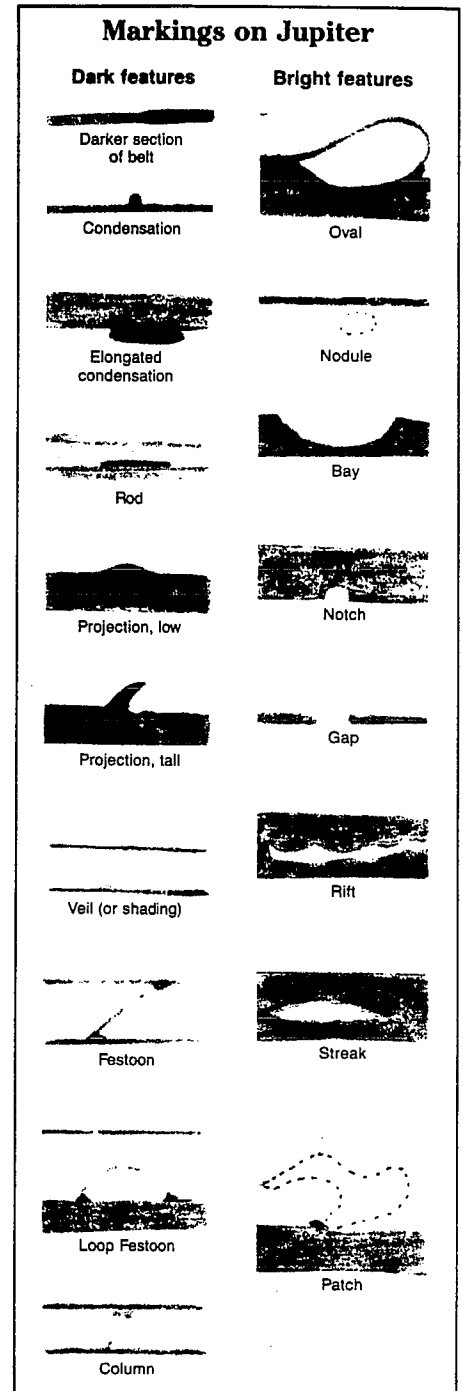 Markings on Jupiter
Dark features
Darker section
of belt
Condensation
Elongated
condensation
Rod
Projection, low
Projection, tall
Veil (or shading)
Festoon
Loop Festoon
Column
Bright features
Oval
Nodule
Bay
Notch
Gap
Rift
Streak
Patch